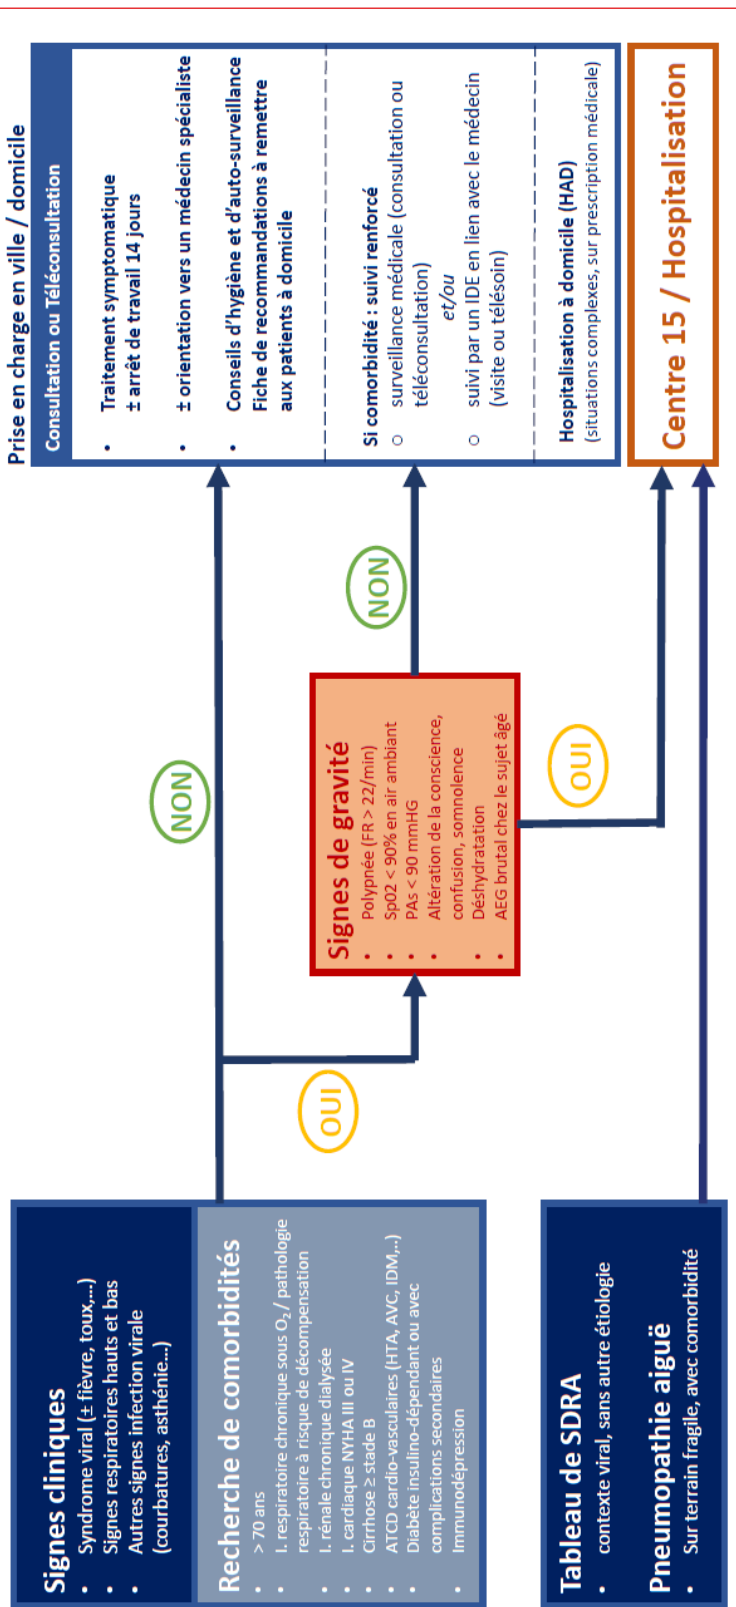 Signes cliniques
• Syndrome viral (± fièvre, toux,...)
• Signes respiratoires hauts et bas
• Autres signes infection virale
(courbatures, asthénie...)
Recherche de comorbidités
• > 70 ans
• I. respiratoire chronique sous O₂ / pathologie
respiratoire à risque de décompensation
• I. rénale chronique dialysée
• I. cardiaque NYHA III ou IV
• Cirrhose ≥ stade B
• ATCD cardio-vasculaires (HTA, AVC, IDM,..)
• Diabète insulino-dépendant ou avec
complications secondaires
• Immunodépression
Tableau de SDRA
• contexte viral, sans autre étiologie
Pneumopathie aiguë
• Sur terrain fragile, avec comorbidité
OUI
NON
Signes de gravité
• Polypnée (FR > 22/min)
• Sp02 < 90% en air ambiant
• PAs < 90 mmHG
• Altération de la conscience,
confusion, somnolence
• Déshydratation
• AEG brutal chez le sujet âgé
NON
OUI
Prise en charge en ville / domicile
Consultation ou Téléconsultation
• Traitement symptomatique
± arrêt de travail 14 jours
• ± orientation vers un médecin spécialiste
• Conseils d'hygiène et d'auto-surveillance
Fiche de recommandations à remettre
aux patients à domicile
Si comorbidité : suivi renforcé
○ surveillance médicale (consultation ou
téléconsultation)
et/ou
○ suivi par un IDE en lien avec le médecin
(visite ou télésoin)
Hospitalisation à domicile (HAD)
(situations complexes, sur prescription médicale)
Centre 15 / Hospitalisation